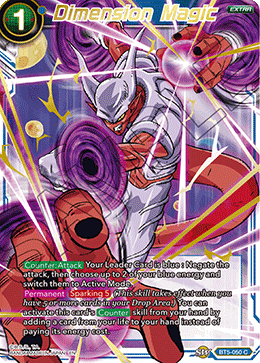 Dimension Magic
EXTRA
1
Counter: Attack Your Leader Card is blue : Negate the
attack, then choose up to 2 of your blue energy and
switch them to Active Mode.
Permanent Sparking 5 (This skill takes effect when you
have 5 or more cards in your Drop Area.) You can
activate this card's Counter skill from your hand by
adding a card from your life to your hand instead of
paying its energy cost.
BT5-050 C